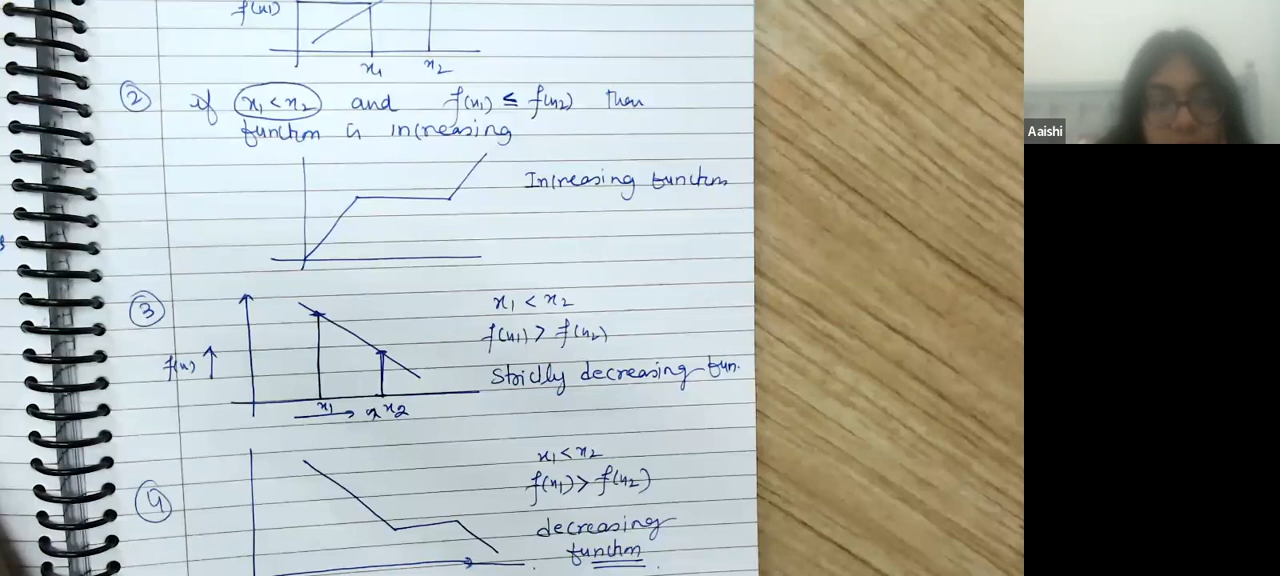 f(x1)
x1 x2
② if x1 < x2 and f(x1) ≤ f(x2) then
function is increasing
Increasing function
③ x1 < x2
f(x1) > f(x2)
f(x) ↑
Strictly decreasing fun.
x1 → x x2
④ x1 < x2
f(x1) > f(x2)
decreasing
function
Aaishi